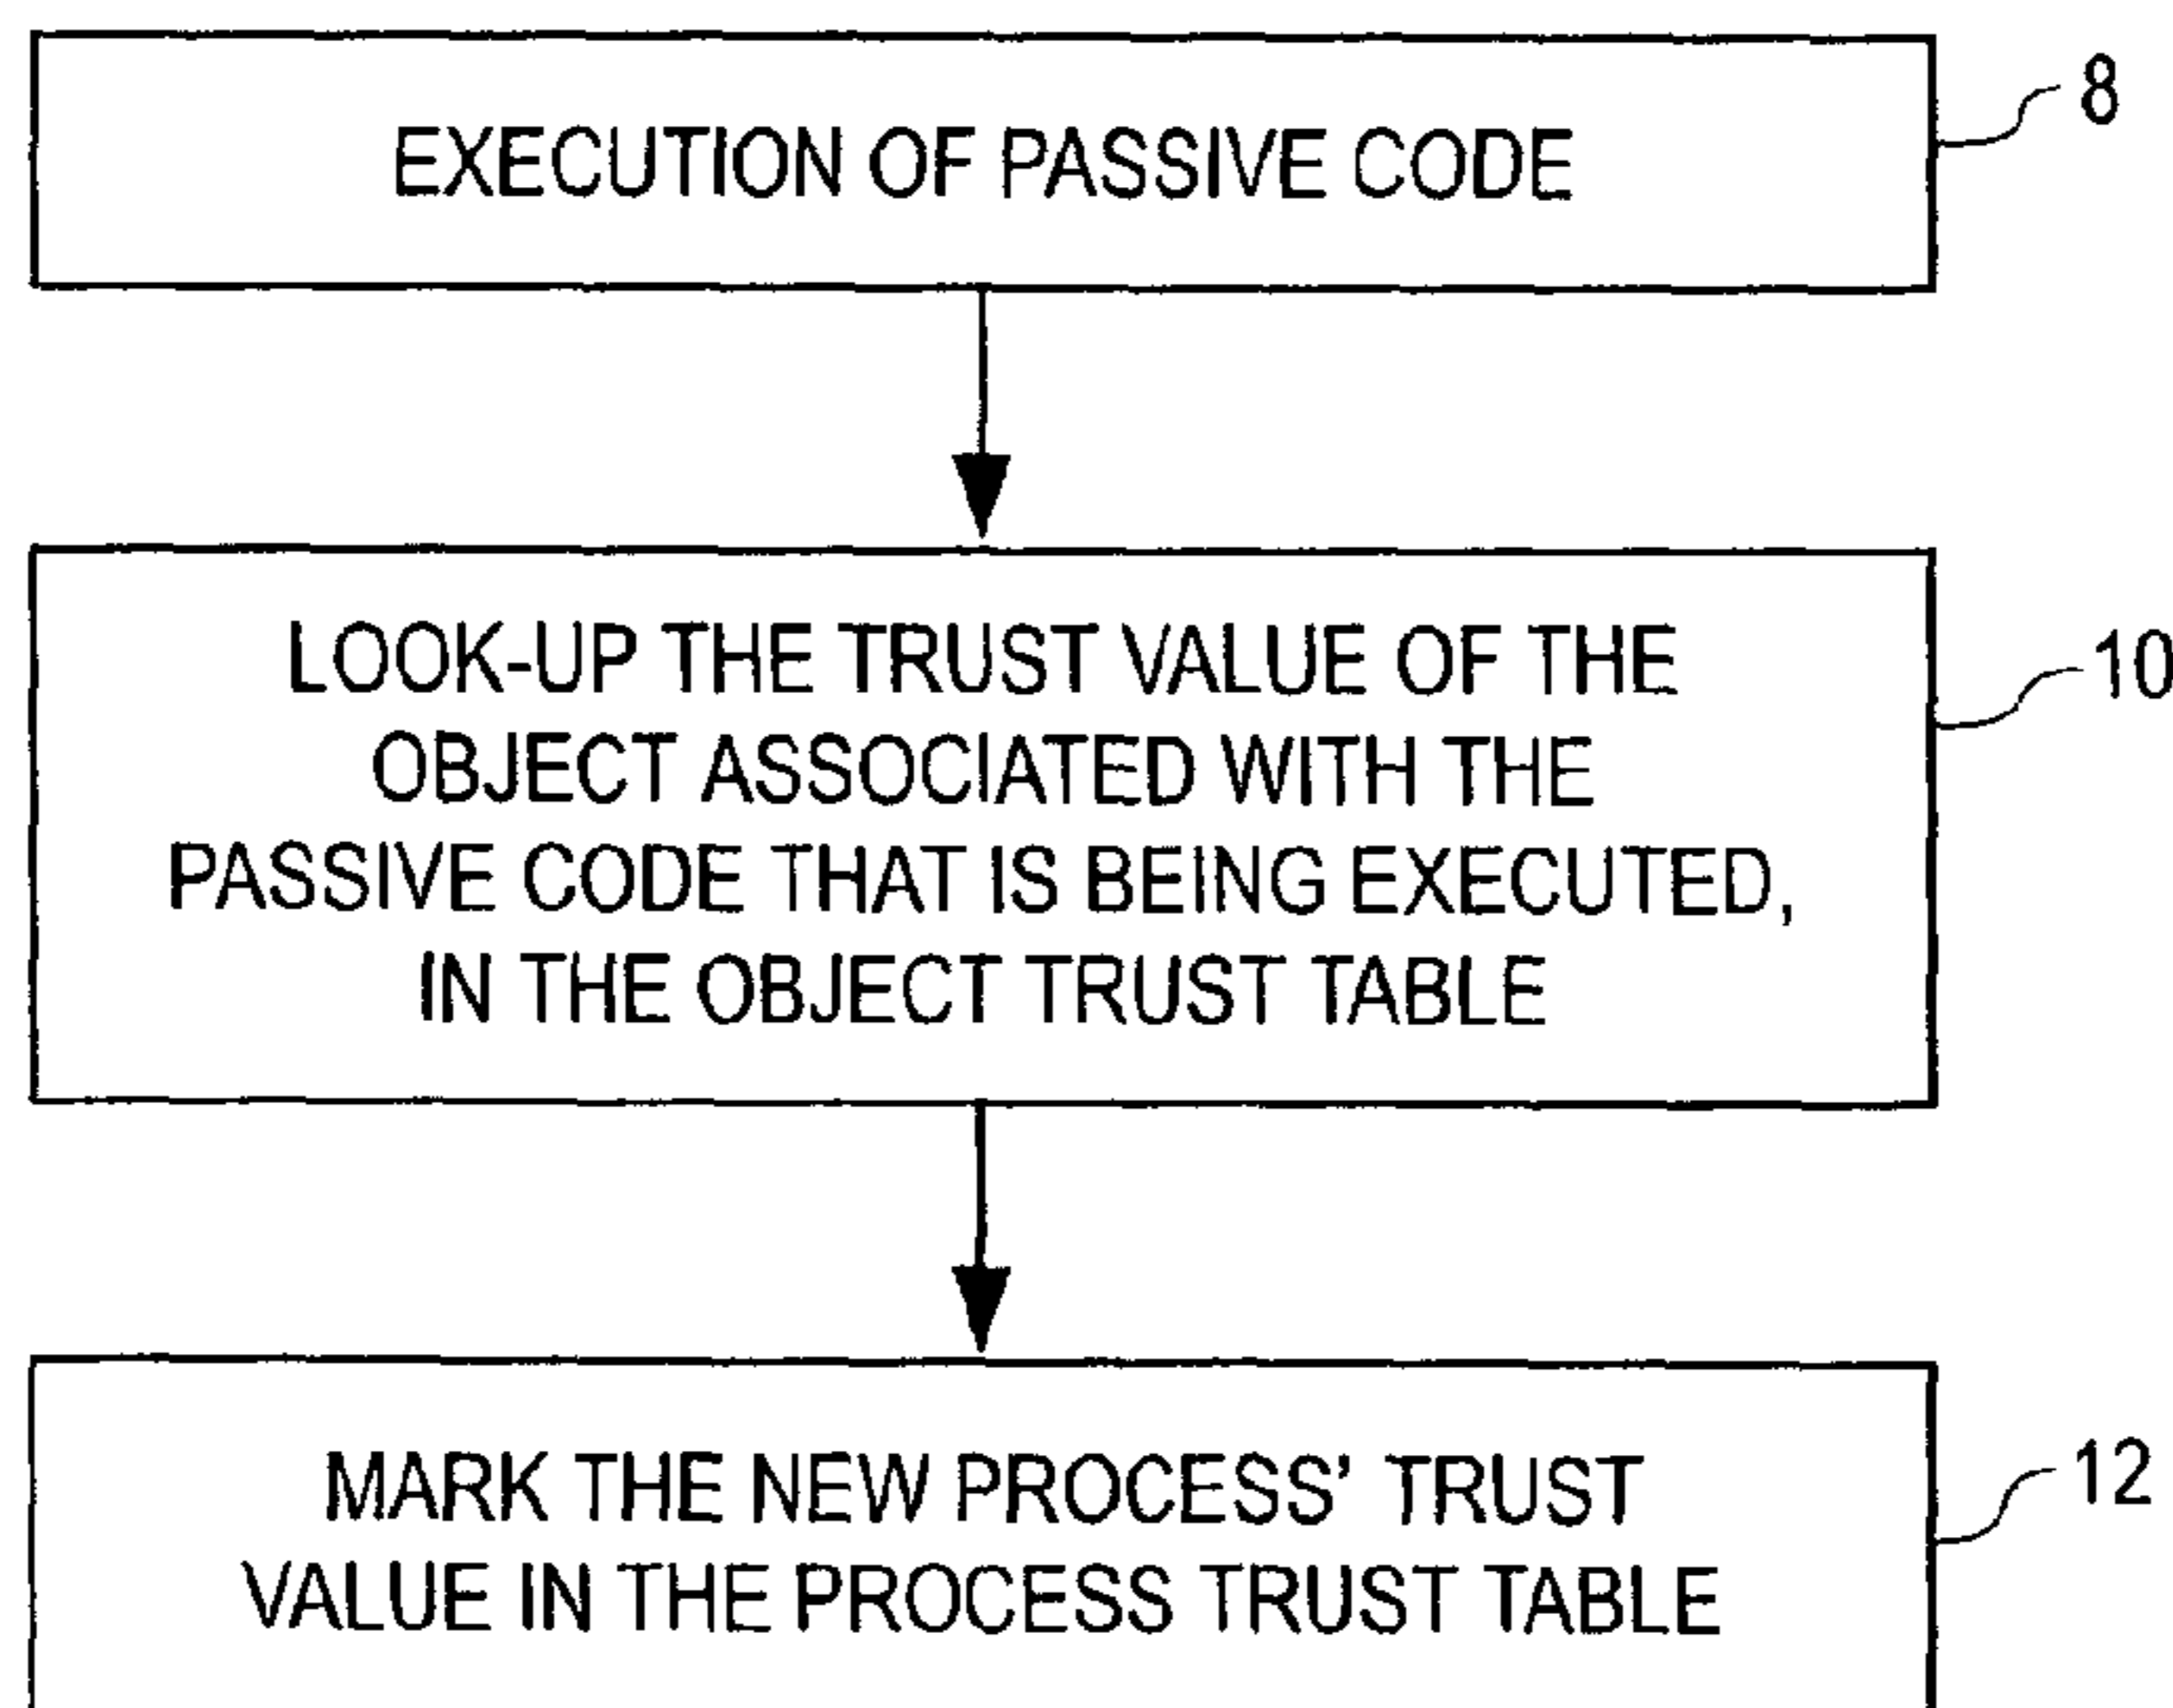 EXECUTION OF PASSIVE CODE
8
LOOK-UP THE TRUST VALUE OF THE
OBJECT ASSOCIATED WITH THE
PASSIVE CODE THAT IS BEING EXECUTED,
IN THE OBJECT TRUST TABLE
10
MARK THE NEW PROCESS' TRUST
VALUE IN THE PROCESS TRUST TABLE
12